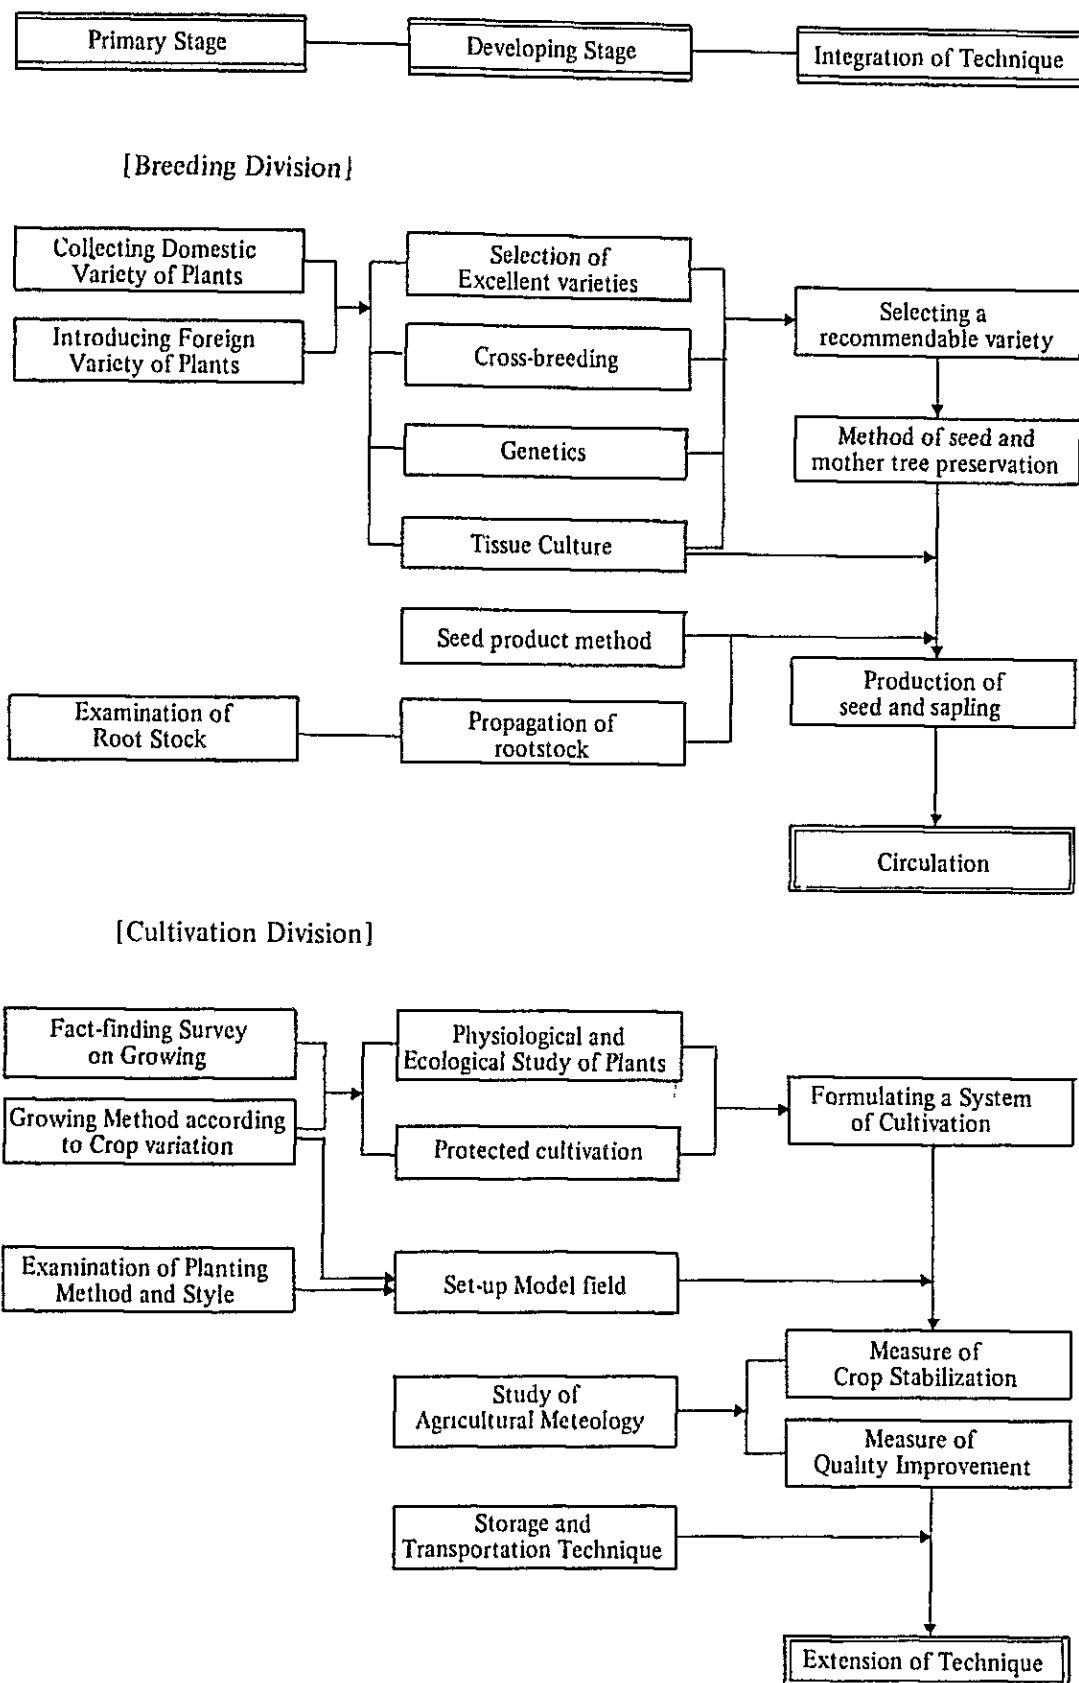 Primary Stage
Developing Stage
Integration of Technique
[Breeding Division]
Collecting Domestic
Variety of Plants
Introducing Foreign
Variety of Plants
Selection of
Excellent varieties
Cross-breeding
Genetics
Tissue Culture
Seed product method
Examination of
Root Stock
Propagation of
rootstock
Selecting a
recommendable variety
Method of seed and
mother tree preservation
Production of
seed and sapling
Circulation
[Cultivation Division]
Fact-finding Survey
on Growing
Growing Method according
to Crop variation
Examination of Planting
Method and Style
Physiological and
Ecological Study of Plants
Protected cultivation
Set-up Model field
Study of
Agricultural Meteology
Storage and
Transportation Technique
Formulating a System
of Cultivation
Measure of
Crop Stabilization
Measure of
Quality Improvement
Extension of Technique